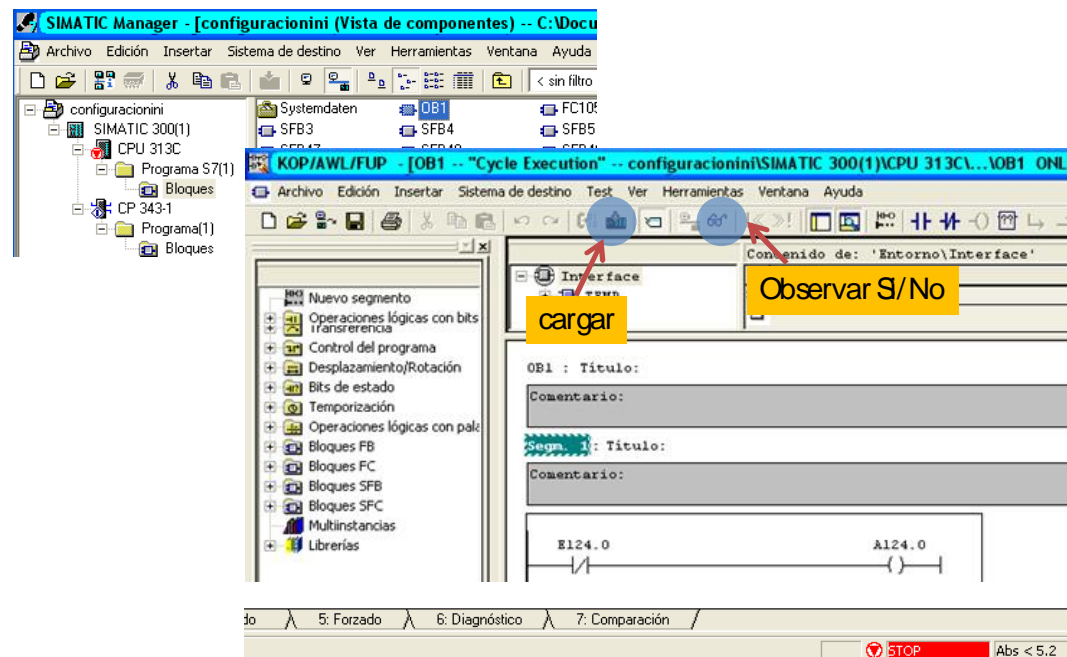 SIMATIC Manager - [configuracionini (Vista de componentes) -- C:\Docu
Archivo Edición Insertar Sistema de destino Ver Herramientas Ventana Ayuda
< sin filtro
configuracionini
SIMATIC 300(1)
CPU 313C
Programa S7(1)
Bloques
CP 343-1
Programa(1)
Bloques
Systemdaten OB1 FC105
SFB3 SFB4 SFB5
KOP/AWL/FUP - [OB1 -- "Cycle Execution" -- configuracionini\SIMATIC 300(1)\CPU 313C\...\OB1 ONL
Archivo Edición Insertar Sistema de destino Test Ver Herramientas Ventana Ayuda
Contenido de: 'Entorno\Interface'
Interface
TEMP
cargar
Observar SI/No
Nuevo segmento
Operaciones lógicas con bits
Transferencia
Control del programa
Desplazamiento/Rotación
Bits de estado
Temporización
Operaciones lógicas con pala
Bloques FB
Bloques FC
Bloques SFB
Bloques SFC
Multiinstancias
Librerías
OB1 : Título:
Comentario:
Segm. 1: Título:
Comentario:
E124.0 A124.0
do 5: Forzado 6: Diagnóstico 7: Comparación
STOP Abs < 5.2